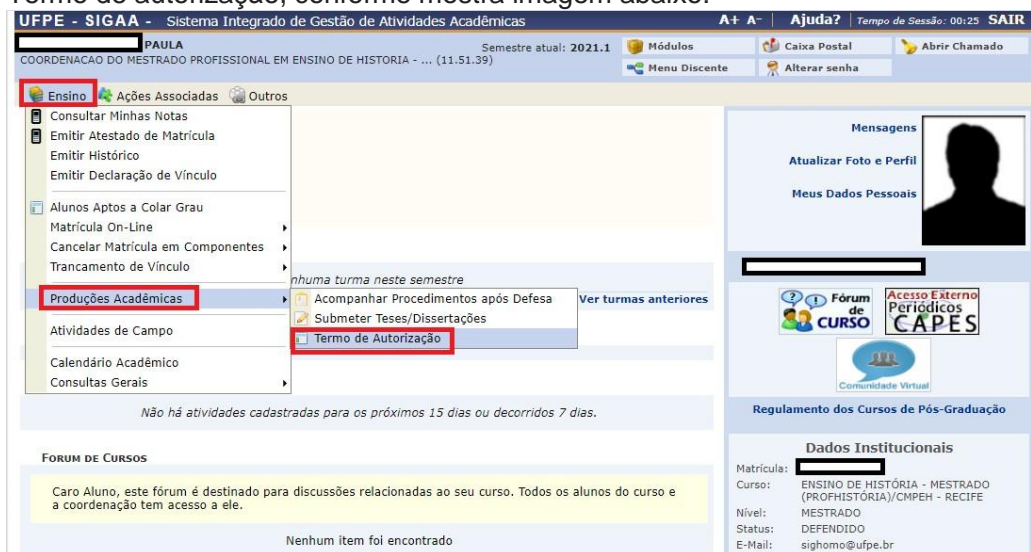 Termo de autorização, conforme mostra imagem abaixo:
UFPE - SIGAA - Sistema Integrado de Gestão de Atividades Acadêmicas A+ A- | Ajuda? | Tempo de Sessão: 00:25 SAIR
PAULA Semestre atual: 2021.1 Módulos Caixa Postal Abrir Chamado
COORDENACAO DO MESTRADO PROFISSIONAL EM ENSINO DE HISTORIA - ... (11.51.39) Menu Discente Alterar senha
Ensino Ações Associadas Outros
Consultar Minhas Notas
Emitir Atestado de Matrícula
Emitir Histórico
Emitir Declaração de Vínculo
Alunos Aptos a Colar Grau
Matrícula On-Line
Cancelar Matrícula em Componentes
Trancamento de Vínculo
nhuma turma neste semestre
Produções Acadêmicas
Acompanhar Procedimentos após Defesa
Ver turmas anteriores
Submeter Teses/Dissertações
Termo de Autorização
Atividades de Campo
Calendário Acadêmico
Consultas Gerais
Não há atividades cadastradas para os próximos 15 dias ou decorridos 7 dias.
FORUM DE CURSOS
Caro Aluno, este fórum é destinado para discussões relacionadas ao seu curso. Todos os alunos do curso e
a coordenação tem acesso a ele.
Nenhum item foi encontrado
Mensagens
Atualizar Foto e Perfil
Meus Dados Pessoais
Fórum
de
CURSO
Acesso Externo
Periódicos
CAPES
Comunidade Virtual
Regulamento dos Cursos de Pós-Graduação
Dados Institucionais
Matrícula:
Curso: ENSINO DE HISTÓRIA - MESTRADO
(PROFHISTÓRIA)/CMPEH - RECIFE
Nível: MESTRADO
Status: DEFENDIDO
E-Mail: sighomo@ufpe.br